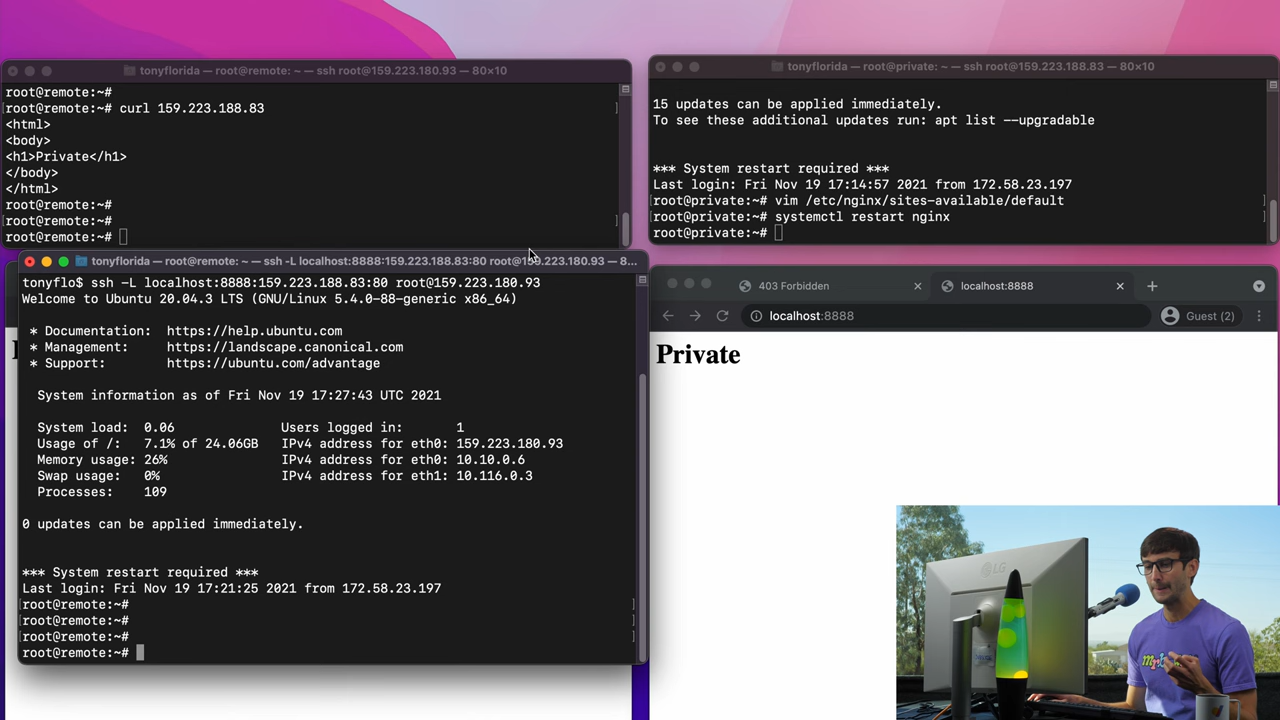 tonyflorida — root@remote: ~ — ssh root@159.223.180.93 — 80×10
root@remote:~#
root@remote:~# curl 159.223.188.83
<html>
<body>
<h1>Private</h1>
</body>
</html>
root@remote:~#
root@remote:~#
root@remote:~#
tonyflorida — root@private: ~ — ssh root@159.223.188.83 — 80×10
15 updates can be applied immediately.
To see these additional updates run: apt list --upgradable
*** System restart required ***
Last login: Fri Nov 19 17:14:57 2021 from 172.58.23.197
[root@private:~# vim /etc/nginx/sites-available/default ]
[root@private:~# systemctl restart nginx ]
root@private:~#
tonyflorida — root@remote: ~ — ssh -L localhost:8888:159.223.188.83:80 root@159.223.180.93 — 8...
tonyflo$ ssh -L localhost:8888:159.223.188.83:80 root@159.223.180.93
Welcome to Ubuntu 20.04.3 LTS (GNU/Linux 5.4.0-88-generic x86_64)
* Documentation: https://help.ubuntu.com
* Management: https://landscape.canonical.com
* Support: https://ubuntu.com/advantage
System information as of Fri Nov 19 17:27:43 UTC 2021
System load: 0.06 Users logged in: 1
Usage of /: 7.1% of 24.06GB IPv4 address for eth0: 159.223.180.93
Memory usage: 26% IPv4 address for eth0: 10.10.0.6
Swap usage: 0% IPv4 address for eth1: 10.116.0.3
Processes: 109
0 updates can be applied immediately.
*** System restart required ***
Last login: Fri Nov 19 17:21:25 2021 from 172.58.23.197
[root@remote:~# ]
[root@remote:~# ]
[root@remote:~# ]
root@remote:~#
403 Forbidden
localhost:8888
localhost:8888
Guest (2)
Private
LG